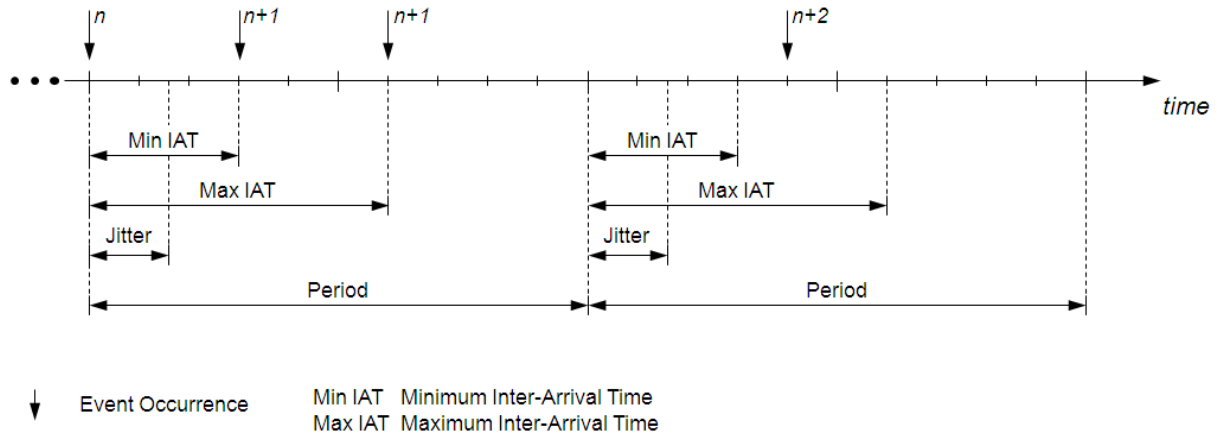 n
n+1
n+1
n+2
time
Min IAT
Min IAT
Max IAT
Max IAT
Jitter
Jitter
Period
Period
Event Occurrence
Min IAT Minimum Inter-Arrival Time
Max IAT Maximum Inter-Arrival Time